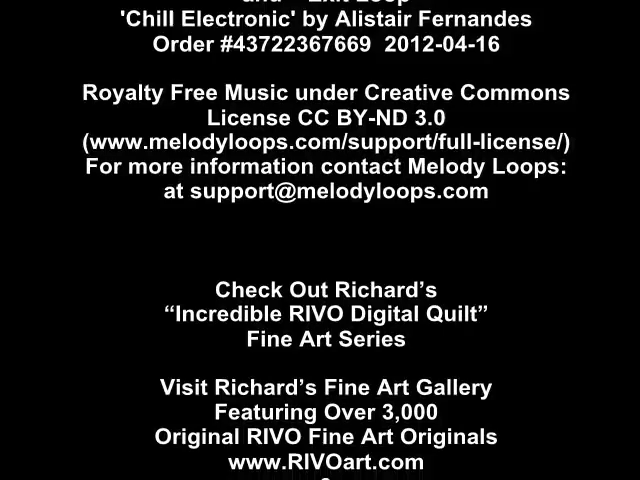 'Chill Electronic' by Alistair Fernandes
Order #43722367669  2012-04-16
Royalty Free Music under Creative Commons
License CC BY-ND 3.0
(www.melodyloops.com/support/full-license/)
For more information contact Melody Loops:
at support@melodyloops.com
Check Out Richard’s
“Incredible RIVO Digital Quilt”
Fine Art Series
Visit Richard’s Fine Art Gallery
Featuring Over 3,000
Original RIVO Fine Art Originals
www.RIVOart.com